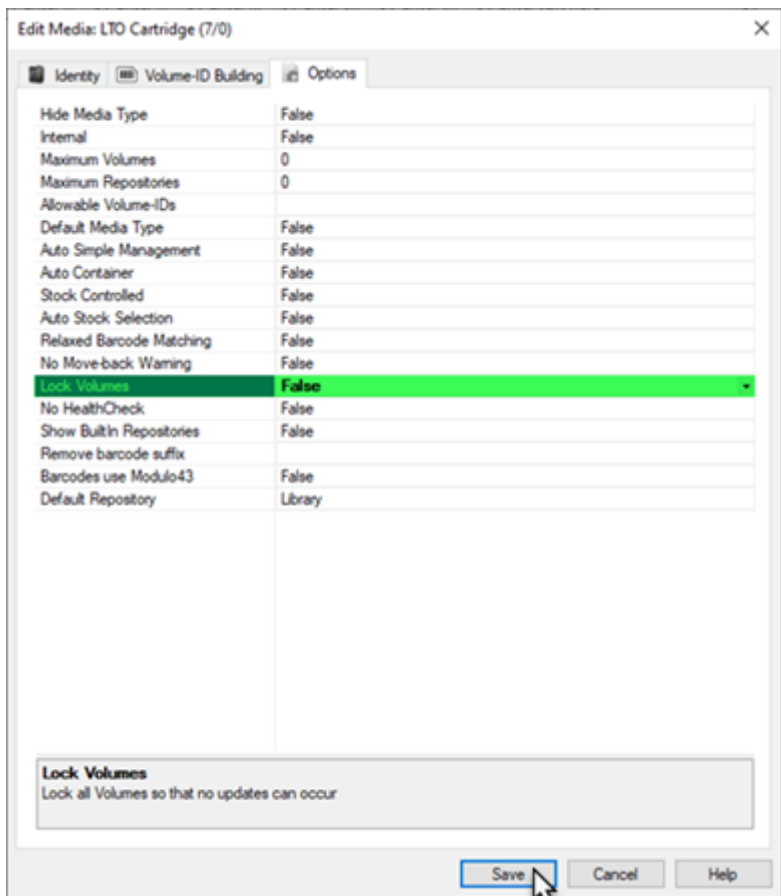 Edit Media: LTO Cartridge (7/0)
Identity Volume-ID Building Options
Hide Media Type False
Internal False
Maximum Volumes 0
Maximum Repositories 0
Allowable Volume-IDs
Default Media Type False
Auto Simple Management False
Auto Container False
Stock Controlled False
Auto Stock Selection False
Relaxed Barcode Matching False
No Move-back Warning False
Lock Volumes False
No HealthCheck False
Show BuiltIn Repositories False
Remove barcode suffix
Barcodes use Modulo43 False
Default Repository Library
Lock Volumes
Lock all Volumes so that no updates can occur
Save Cancel Help